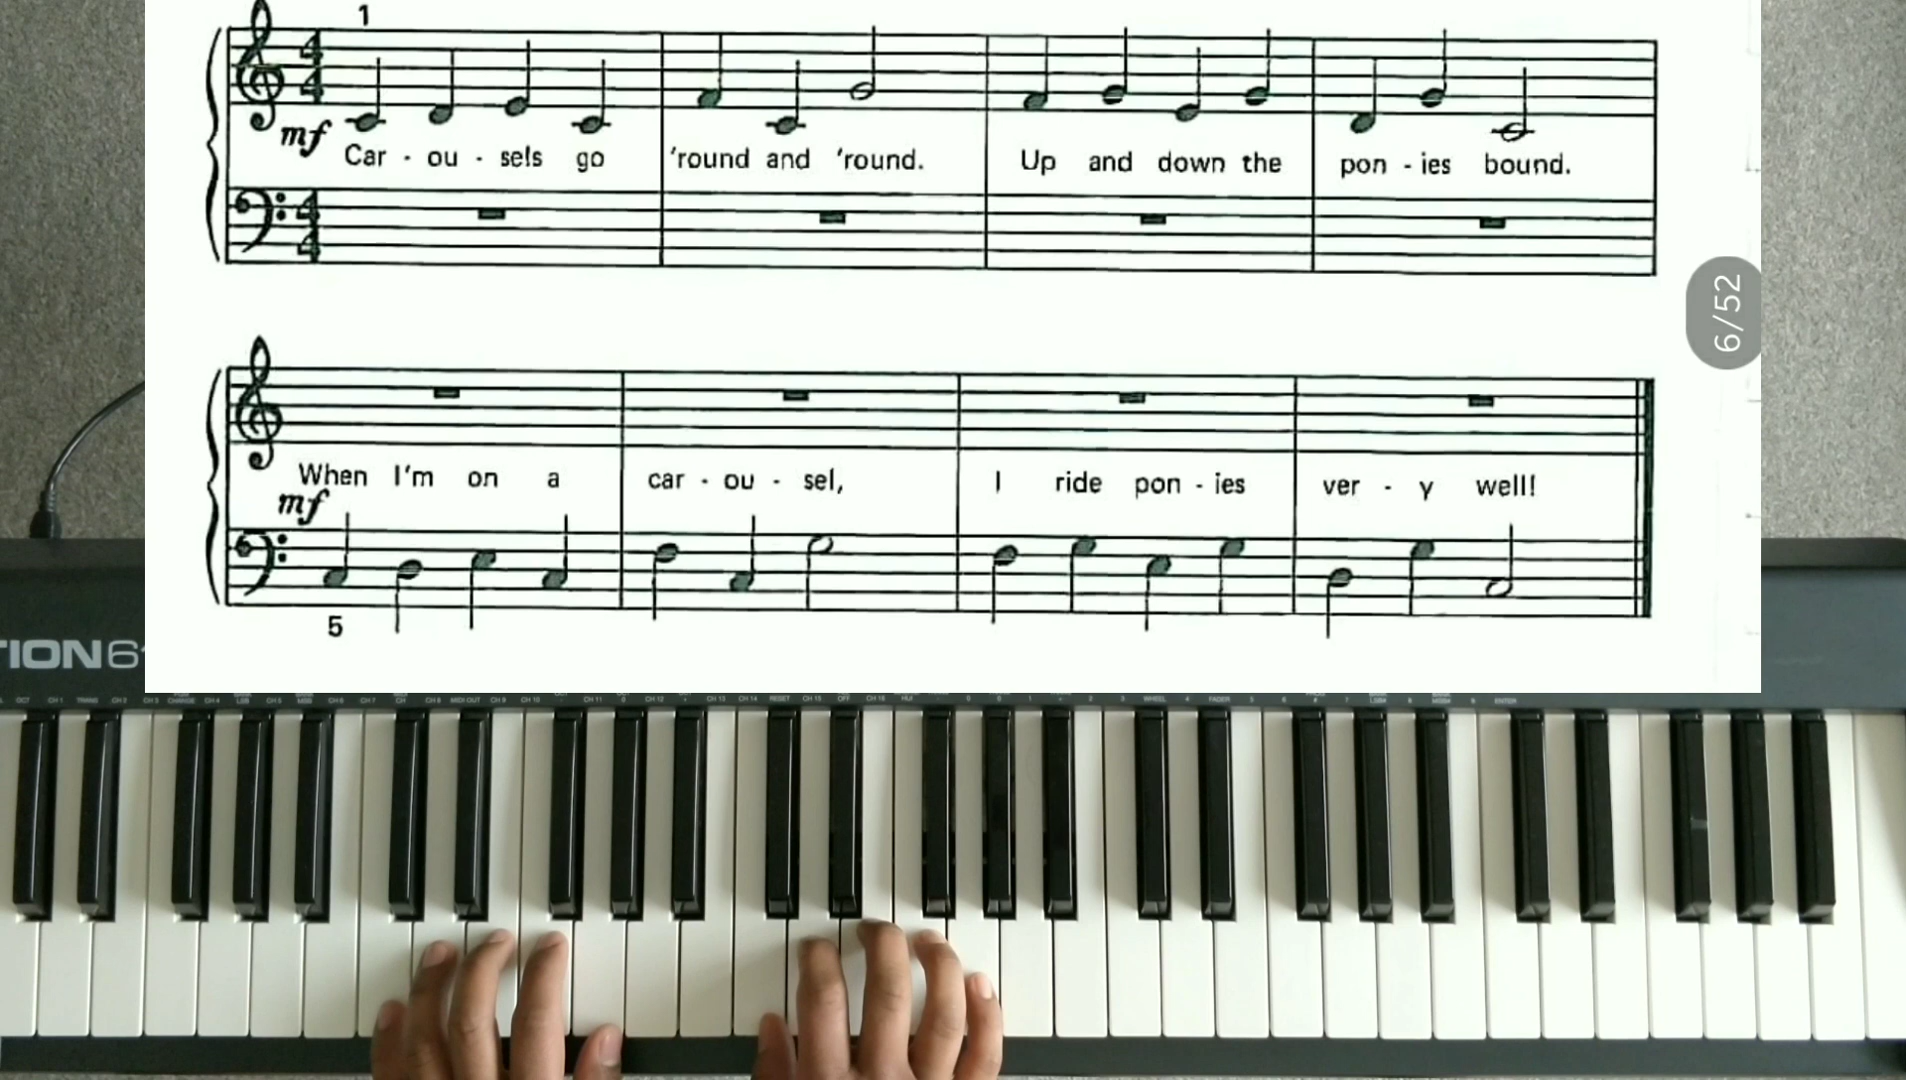 1
mf
Car - ou - sels go 'round and 'round. Up and down the pon - ies bound.
6/52
When I'm on a car - ou - sel, I ride pon - ies ver - y well!
mf
5
TION61